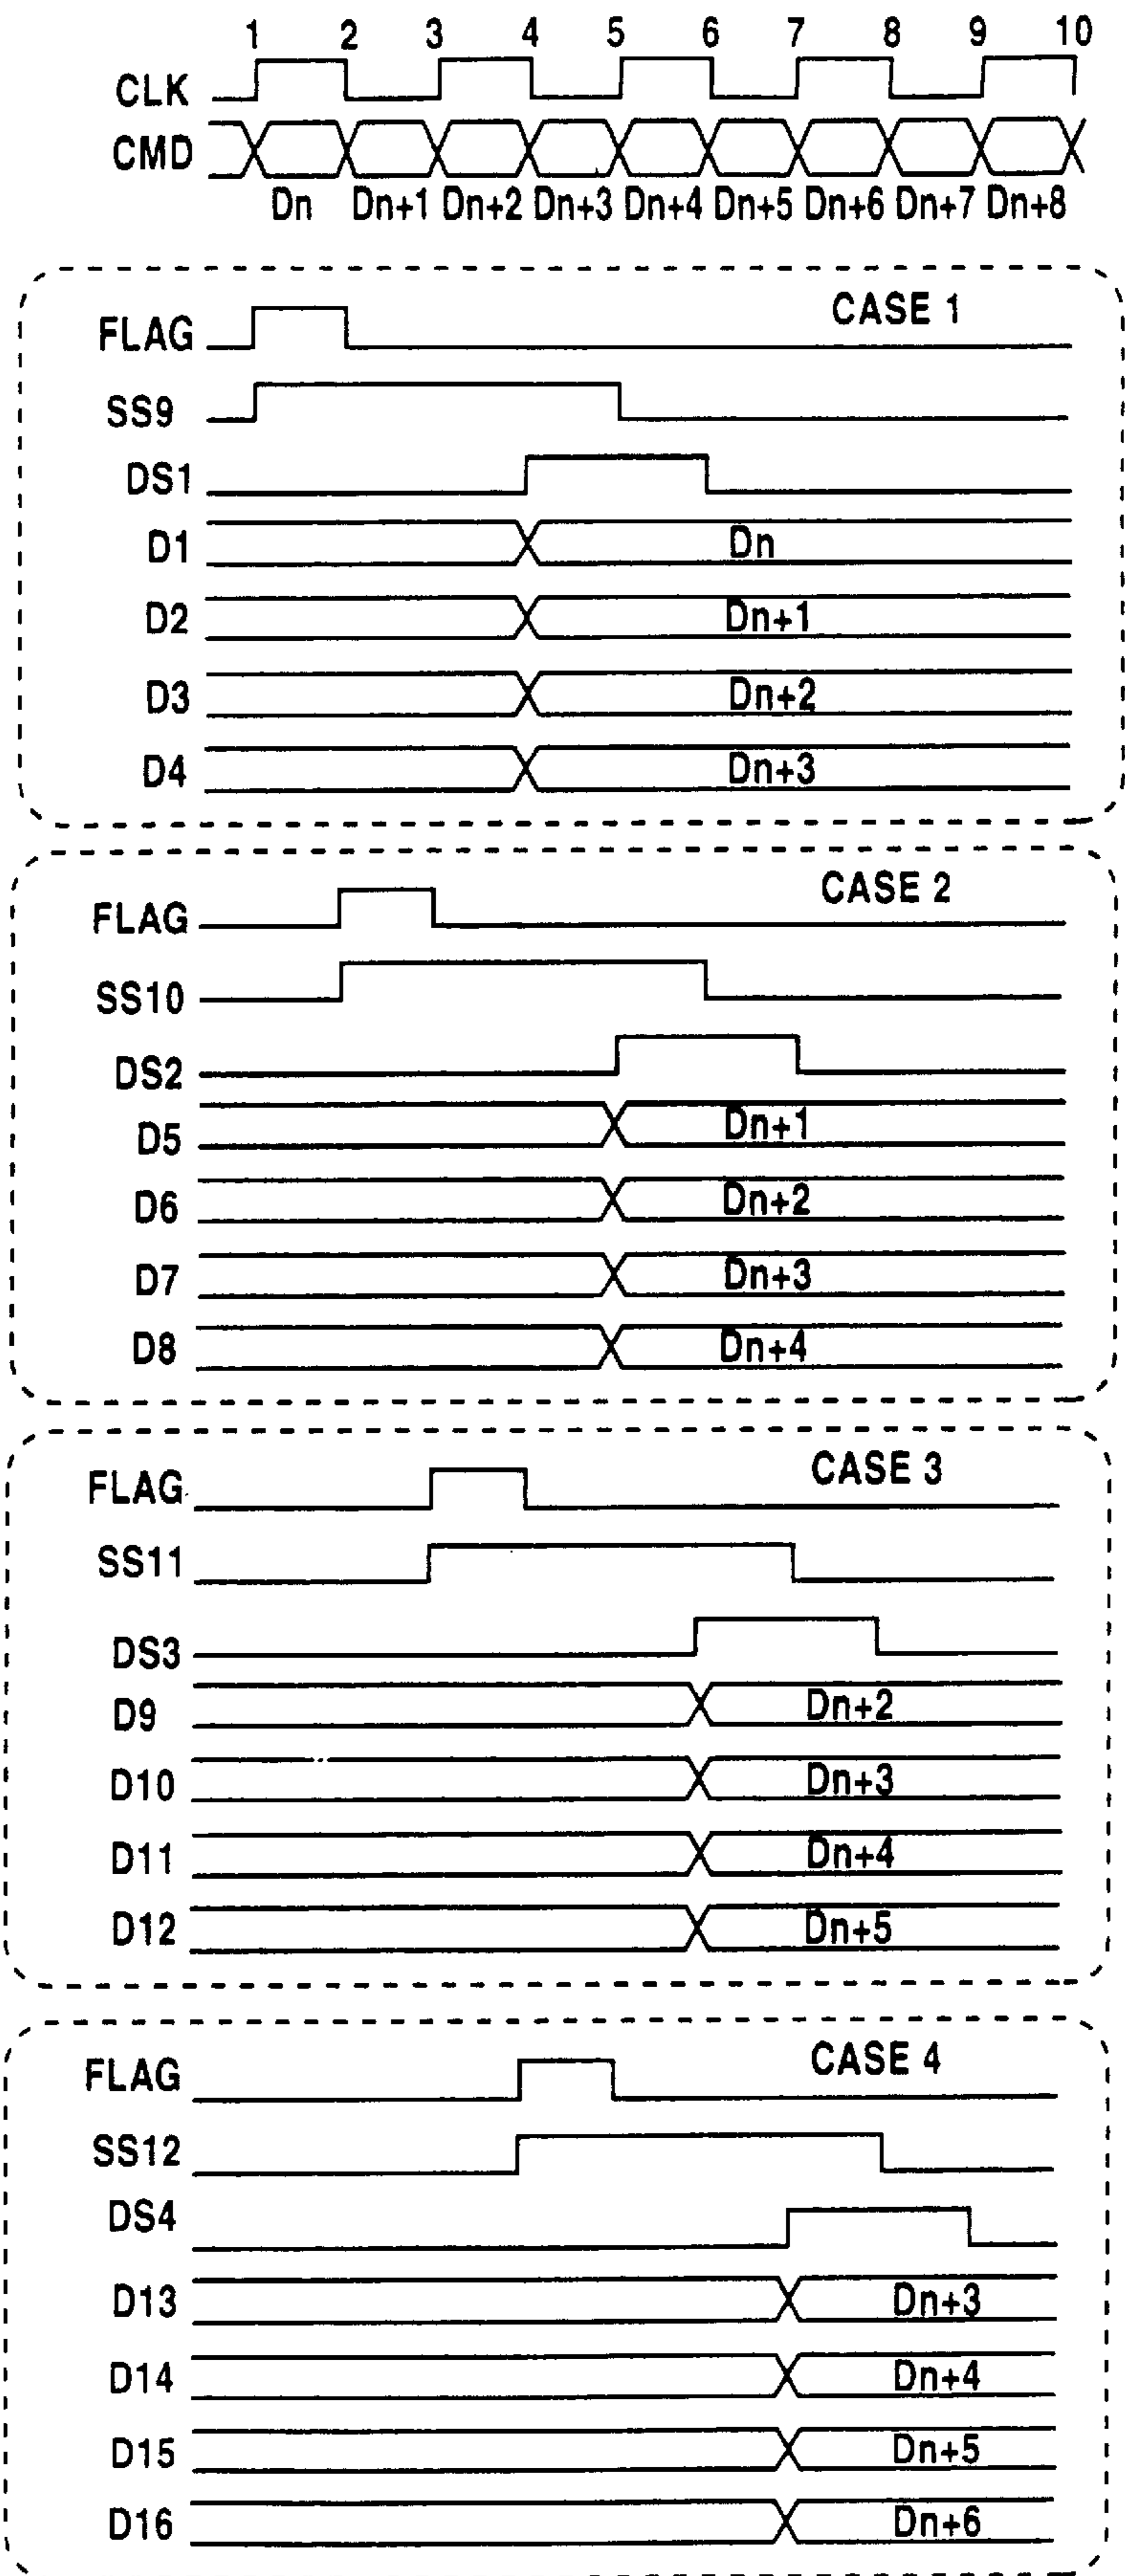 1 2 3 4 5 6 7 8 9 10
CLK
CMD
Dn Dn+1 Dn+2 Dn+3 Dn+4 Dn+5 Dn+6 Dn+7 Dn+8
CASE 1
FLAG
SS9
DS1
D1 Dn
D2 Dn+1
D3 Dn+2
D4 Dn+3
CASE 2
FLAG
SS10
DS2
D5 Dn+1
D6 Dn+2
D7 Dn+3
D8 Dn+4
CASE 3
FLAG
SS11
DS3
D9 Dn+2
D10 Dn+3
D11 Dn+4
D12 Dn+5
CASE 4
FLAG
SS12
DS4
D13 Dn+3
D14 Dn+4
D15 Dn+5
D16 Dn+6